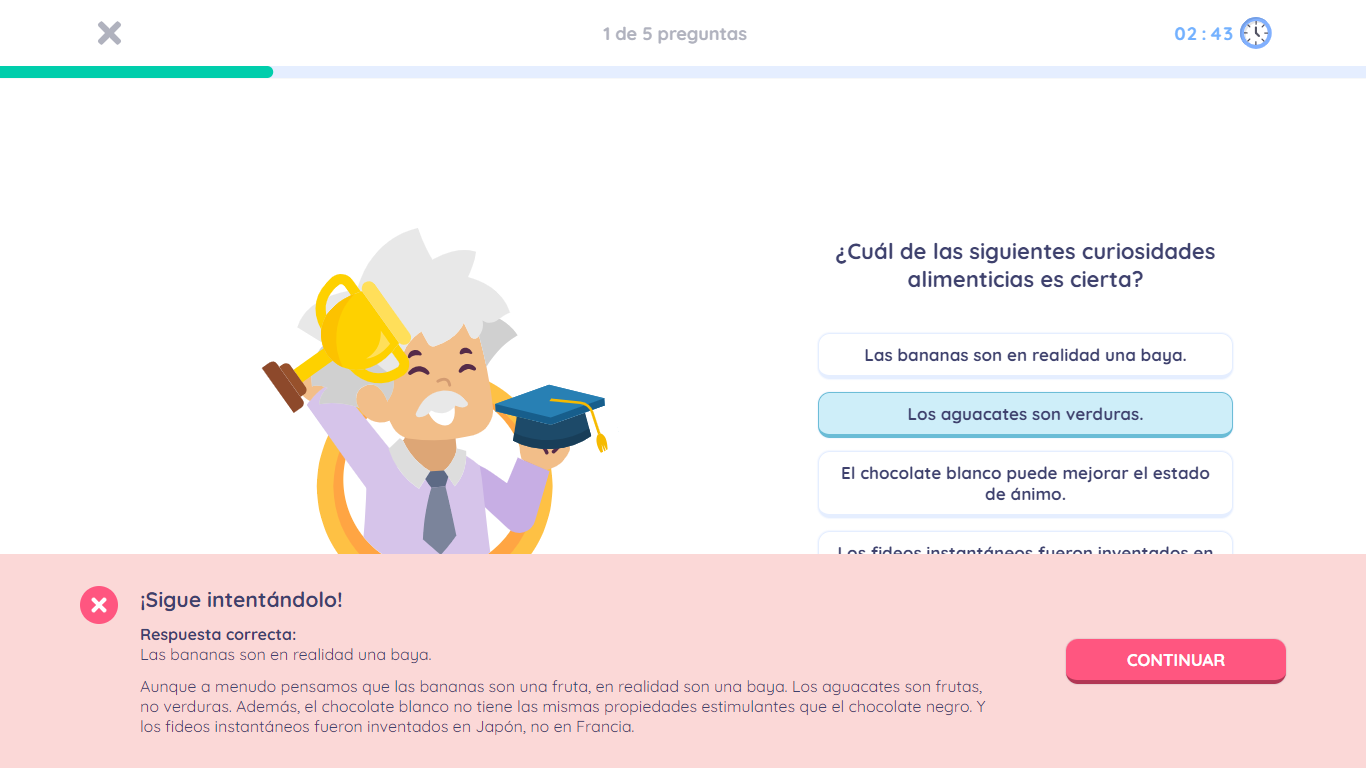 1 de 5 preguntas
02 : 43
¿Cuál de las siguientes curiosidades
alimenticias es cierta?
Las bananas son en realidad una baya.
Los aguacates son verduras.
El chocolate blanco puede mejorar el estado
de ánimo.
Los fideos instantáneos fueron inventados en
¡Sigue intentándolo!
Respuesta correcta:
Las bananas son en realidad una baya.
Aunque a menudo pensamos que las bananas son una fruta, en realidad son una baya. Los aguacates son frutas,
no verduras. Además, el chocolate blanco no tiene las mismas propiedades estimulantes que el chocolate negro. Y
los fideos instantáneos fueron inventados en Japón, no en Francia.
CONTINUAR